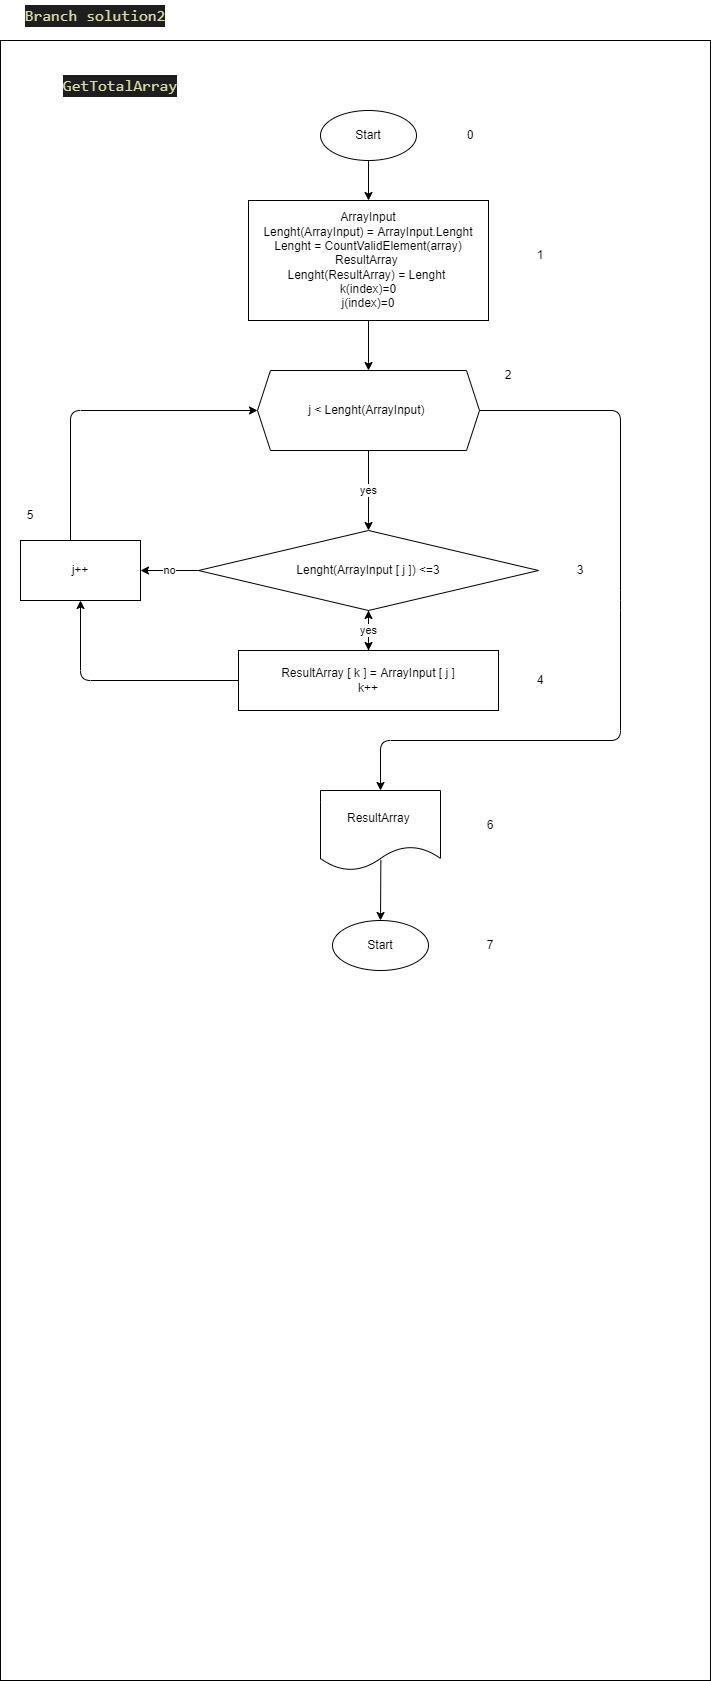 Branch solution2
GetTotalArray
Start
0
ArrayInput
Lenght(ArrayInput) = ArrayInput.Lenght
Lenght = CountValidElement(array)
ResultArray
Lenght(ResultArray) = Lenght
k(index)=0
j(index)=0
1
2
j < Lenght(ArrayInput)
yes
5
j++
no
Lenght(ArrayInput [ j ]) <=3
3
yes
ResultArray [ k ] = ArrayInput [ j ]
k++
4
ResultArray
6
Start
7